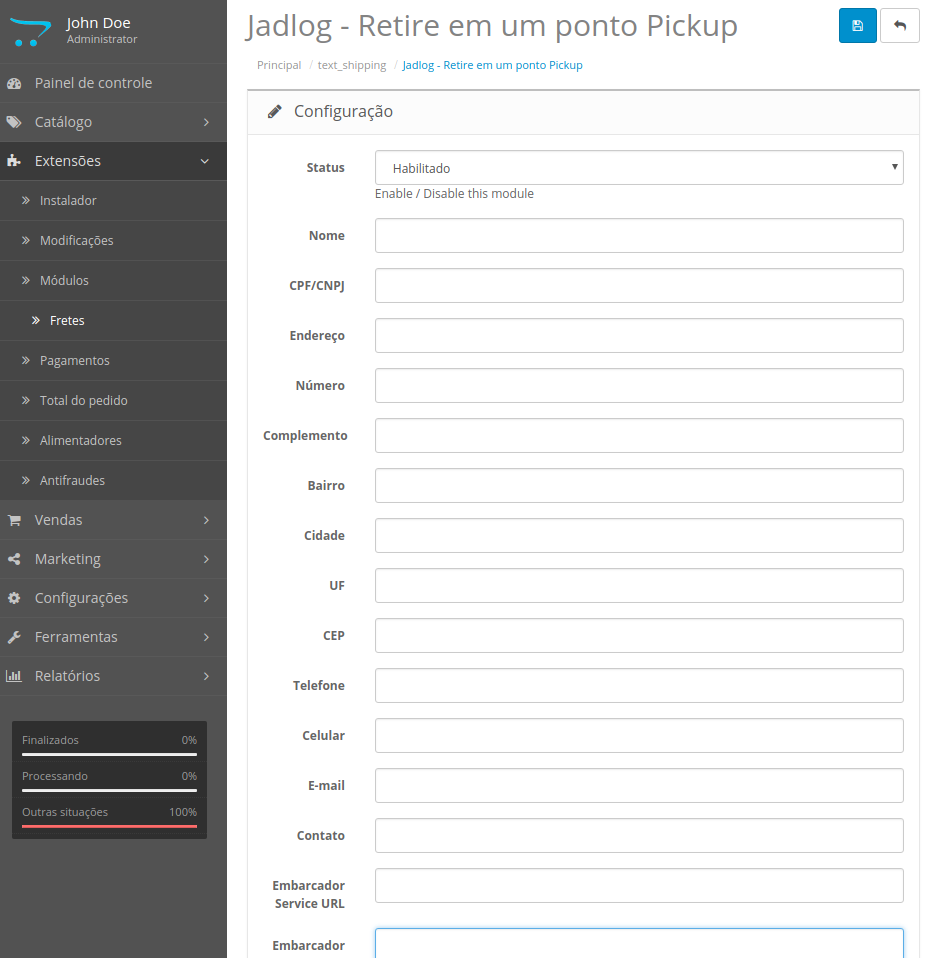 John Doe
Administrator
Painel de controle
Catálogo
Extensões
Instalador
Modificações
Módulos
Fretes
Pagamentos
Total do pedido
Alimentadores
Antifraudes
Vendas
Marketing
Configurações
Ferramentas
Relatórios
Finalizados 0%
Processando 0%
Outras situações 100%
Jadlog - Retire em um ponto Pickup
Principal / text_shipping / Jadlog - Retire em um ponto Pickup
Configuração
Status Habilitado
Enable / Disable this module
Nome
CPF/CNPJ
Endereço
Número
Complemento
Bairro
Cidade
UF
CEP
Telefone
Celular
E-mail
Contato
Embarcador
Service URL
Embarcador